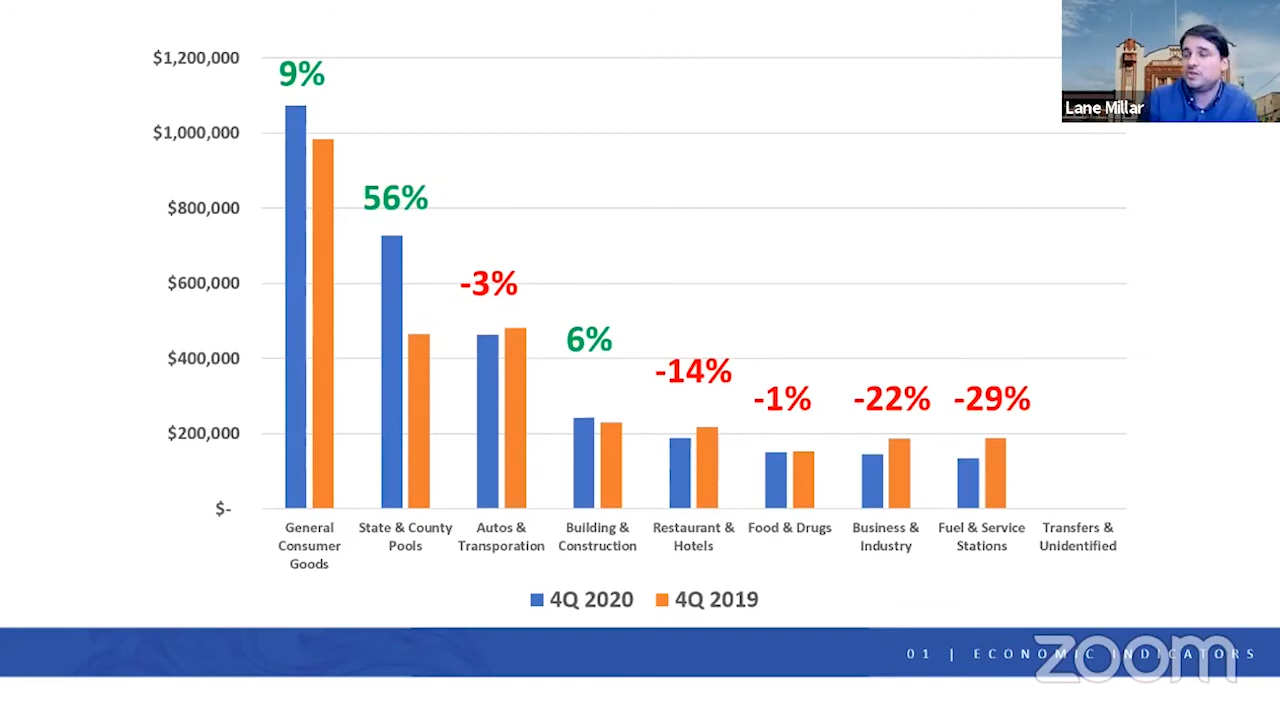 Lane Millar
$1,200,000
$1,000,000
$800,000
$600,000
$400,000
$200,000
$-
9%
56%
-3%
6%
-14%
-1%
-22%
-29%
General
Consumer
Goods
State & County
Pools
Autos &
Transporation
Building &
Construction
Restaurant &
Hotels
Food & Drugs
Business &
Industry
Fuel & Service
Stations
Transfers &
Unidentified
4Q 2020
4Q 2019
01 | ECONOMIC INDICATORS
zoom